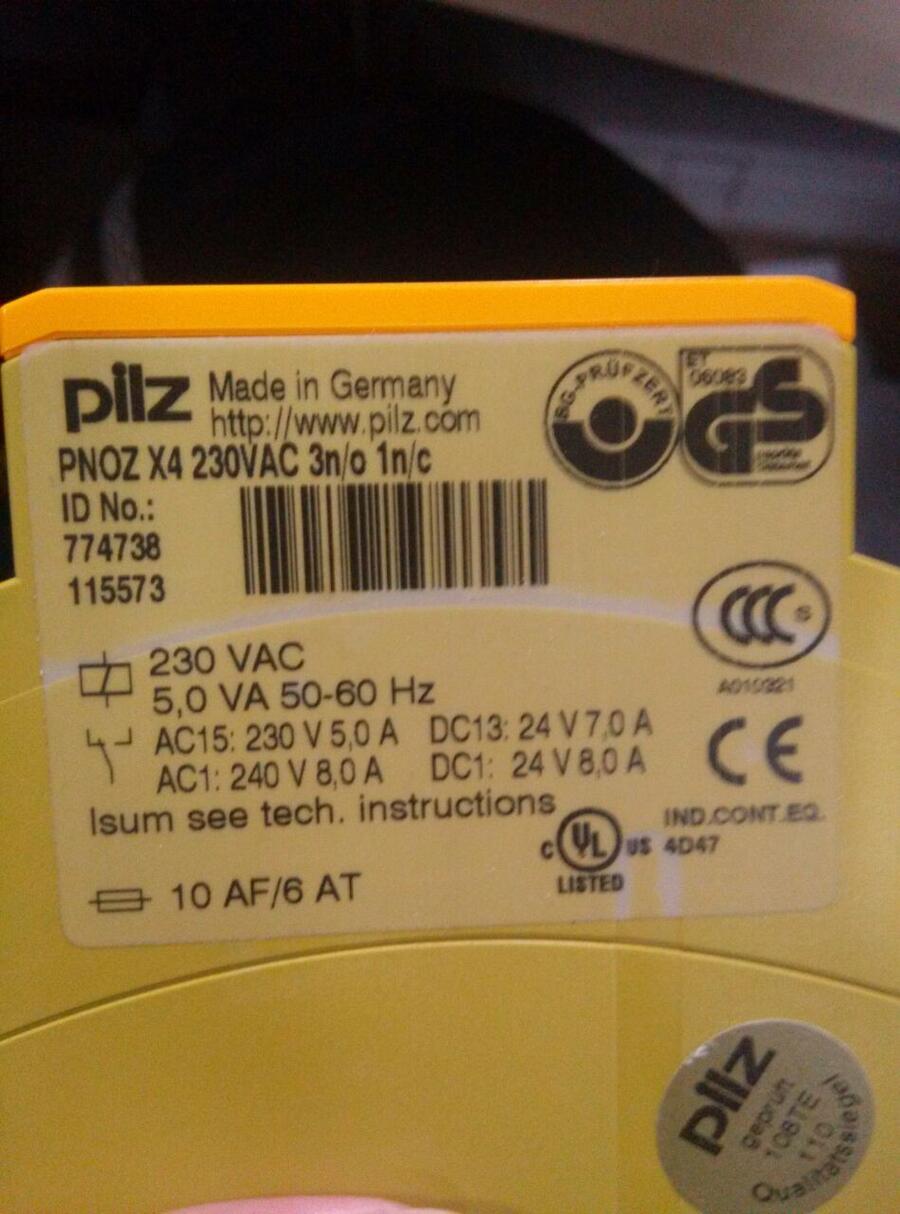 pilz Made in Germany
http://www.pilz.com
PNOZ X4 230VAC 3n/o 1n/c
ID No.:
774738
115573
BG-PRÜFZERT
ET
06083
GS
CCC S
A010321
230 VAC
5,0 VA 50-60 Hz
AC15: 230 V 5,0 A DC13: 24 V 7,0 A
AC1: 240 V 8,0 A DC1: 24 V 8,0 A
CE
Isum see tech. instructions
10 AF/6 AT
C UL US
LISTED
IND.CONT.EQ.
4D47
pilz
geprüft
108TE
110
Qualitätssiegel